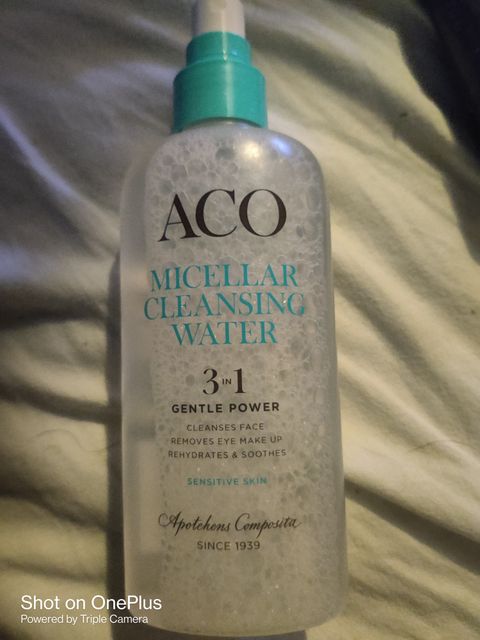 ACO
MICELLAR
CLEANSING
WATER
3 IN 1
GENTLE POWER
CLEANSES FACE
REMOVES EYE MAKE UP
REHYDRATES & SOOTHES
SENSITIVE SKIN
Apotekens Composita
SINCE 1939
Shot on OnePlus
Powered by Triple Camera